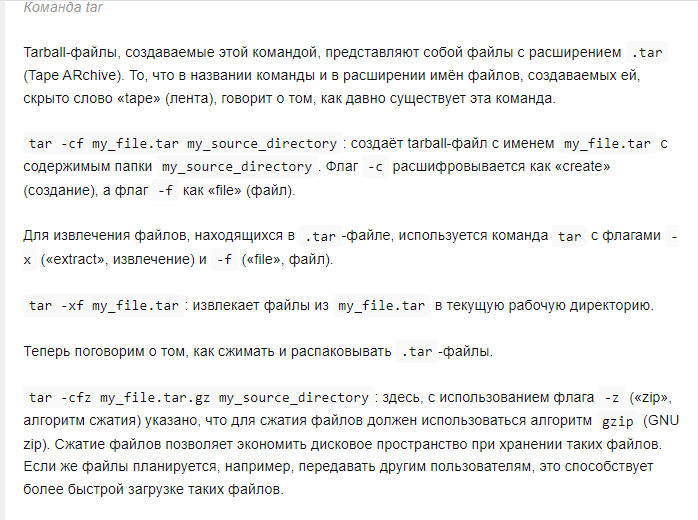 Команда tar
Tarball-файлы, создаваемые этой командой, представляют собой файлы с расширением .tar
(Tape ARchive). То, что в названии команды и в расширении имён файлов, создаваемых ей,
скрыто слово «tape» (лента), говорит о том, как давно существует эта команда.
tar -cf my_file.tar my_source_directory : создаёт tarball-файл с именем my_file.tar с
содержимым папки my_source_directory . Флаг -c расшифровывается как «create»
(создание), а флаг -f как «file» (файл).
Для извлечения файлов, находящихся в .tar -файле, используется команда tar с флагами -
x («extract», извлечение) и -f («file», файл).
tar -xf my_file.tar : извлекает файлы из my_file.tar в текущую рабочую директорию.
Теперь поговорим о том, как сжимать и распаковывать .tar -файлы.
tar -cfz my_file.tar.gz my_source_directory : здесь, с использованием флага -z («zip»,
алгоритм сжатия) указано, что для сжатия файлов должен использоваться алгоритм gzip (GNU
zip). Сжатие файлов позволяет экономить дисковое пространство при хранении таких файлов.
Если же файлы планируется, например, передавать другим пользователям, это способствует
более быстрой загрузке таких файлов.